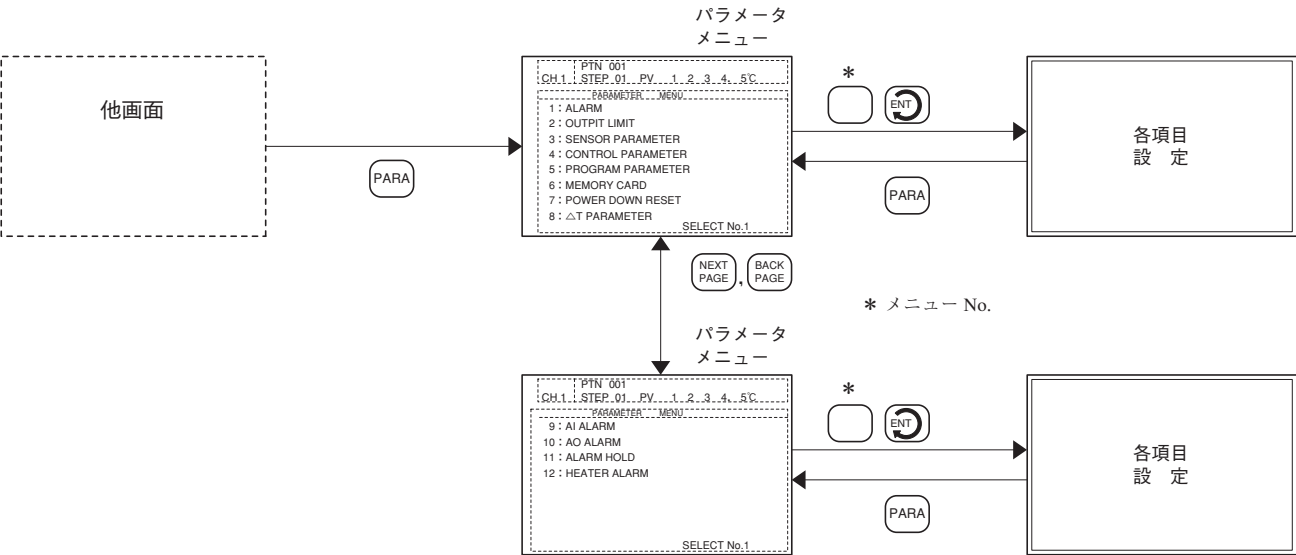 他画面
PARA
パラメータ
メニュー
PTN 001
CH 1 STEP 01 PV 1 2 3 4. 5℃
PARAMETER MENU
1：ALARM
2：OUTPIT LIMIT
3：SENSOR PARAMETER
4：CONTROL PARAMETER
5：PROGRAM PARAMETER
6：MEMORY CARD
7：POWER DOWN RESET
8：△T PARAMETER
SELECT No.1
*
ENT
PARA
各項目
設 定
NEXT
PAGE
,
BACK
PAGE
* メニュー No.
パラメータ
メニュー
PTN 001
CH 1 STEP 01 PV 1 2 3 4. 5℃
PARAMETER MENU
9：AI ALARM
10：AO ALARM
11：ALARM HOLD
12：HEATER ALARM
SELECT No.1
*
ENT
PARA
各項目
設 定